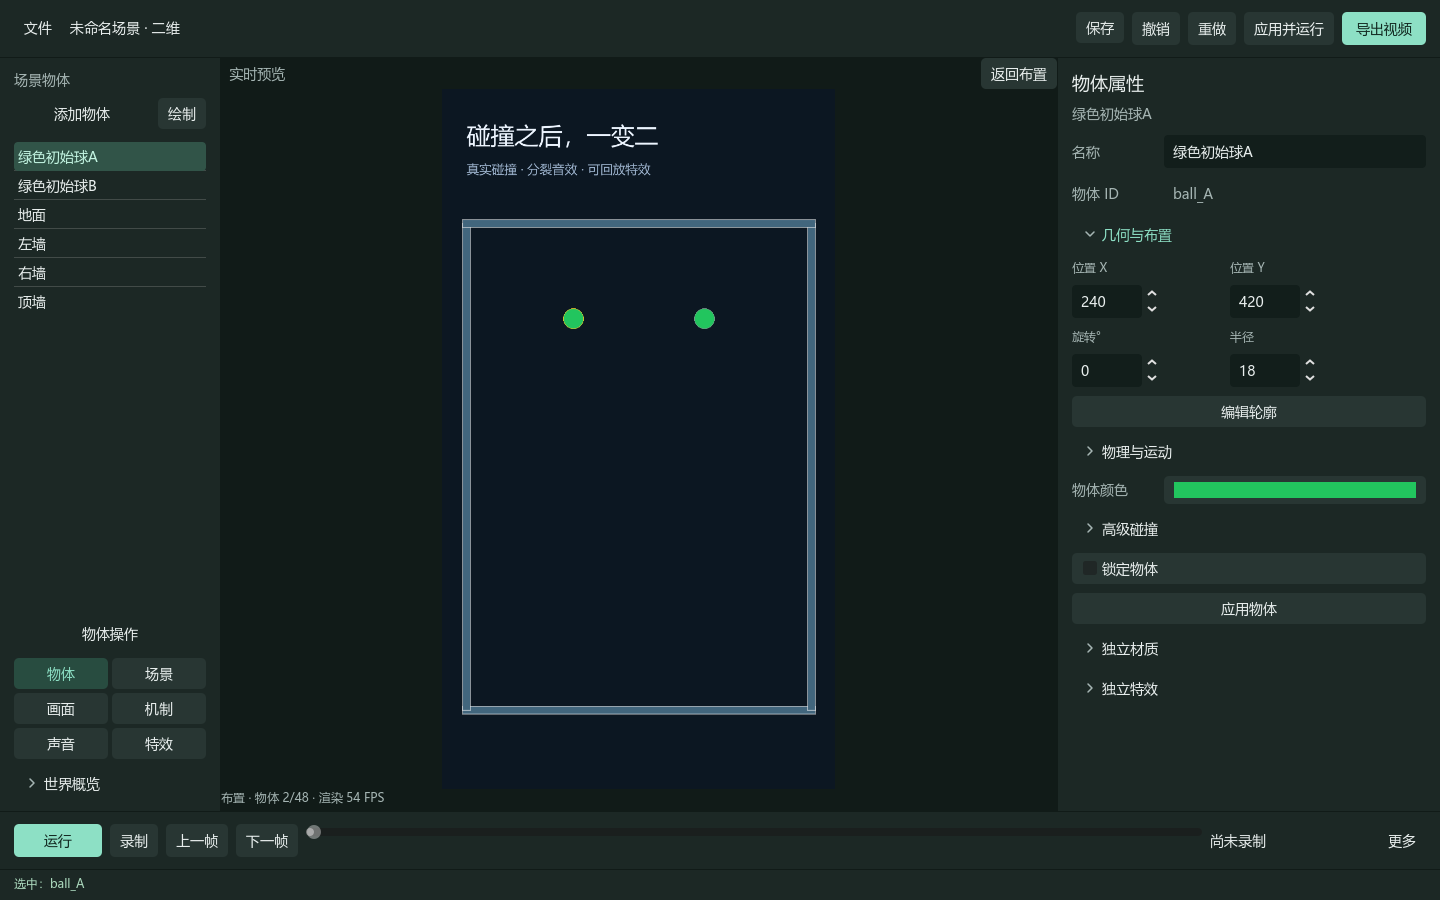 文件 未命名场景 · 二维 保存 撤销 重做 应用并运行 导出视频
场景物体
添加物体 绘制
绿色初始球A
绿色初始球B
地面
左墙
右墙
顶墙
物体操作
物体 场景
画面 机制
声音 特效
世界概览
实时预览 返回布置
碰撞之后，一变二
真实碰撞 · 分裂音效 · 可回放特效
布置 · 物体 2/48 · 渲染 54 FPS
物体属性
绿色初始球A
名称 绿色初始球A
物体 ID ball_A
几何与布置
位置 X 位置 Y
240 420
旋转° 半径
0 18
编辑轮廓
物理与运动
物体颜色
高级碰撞
锁定物体
应用物体
独立材质
独立特效
运行 录制 上一帧 下一帧 尚未录制 更多
选中：ball_A